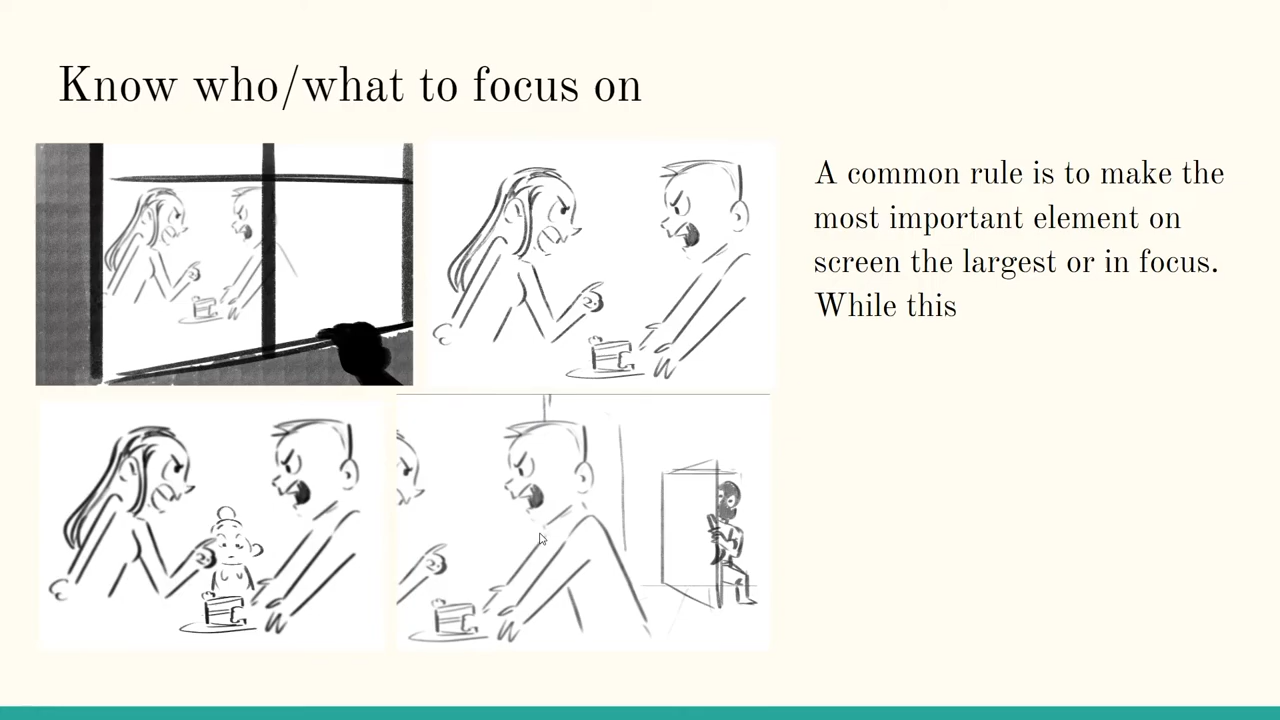 Know who/what to focus on
A common rule is to make the
most important element on
screen the largest or in focus.
While this